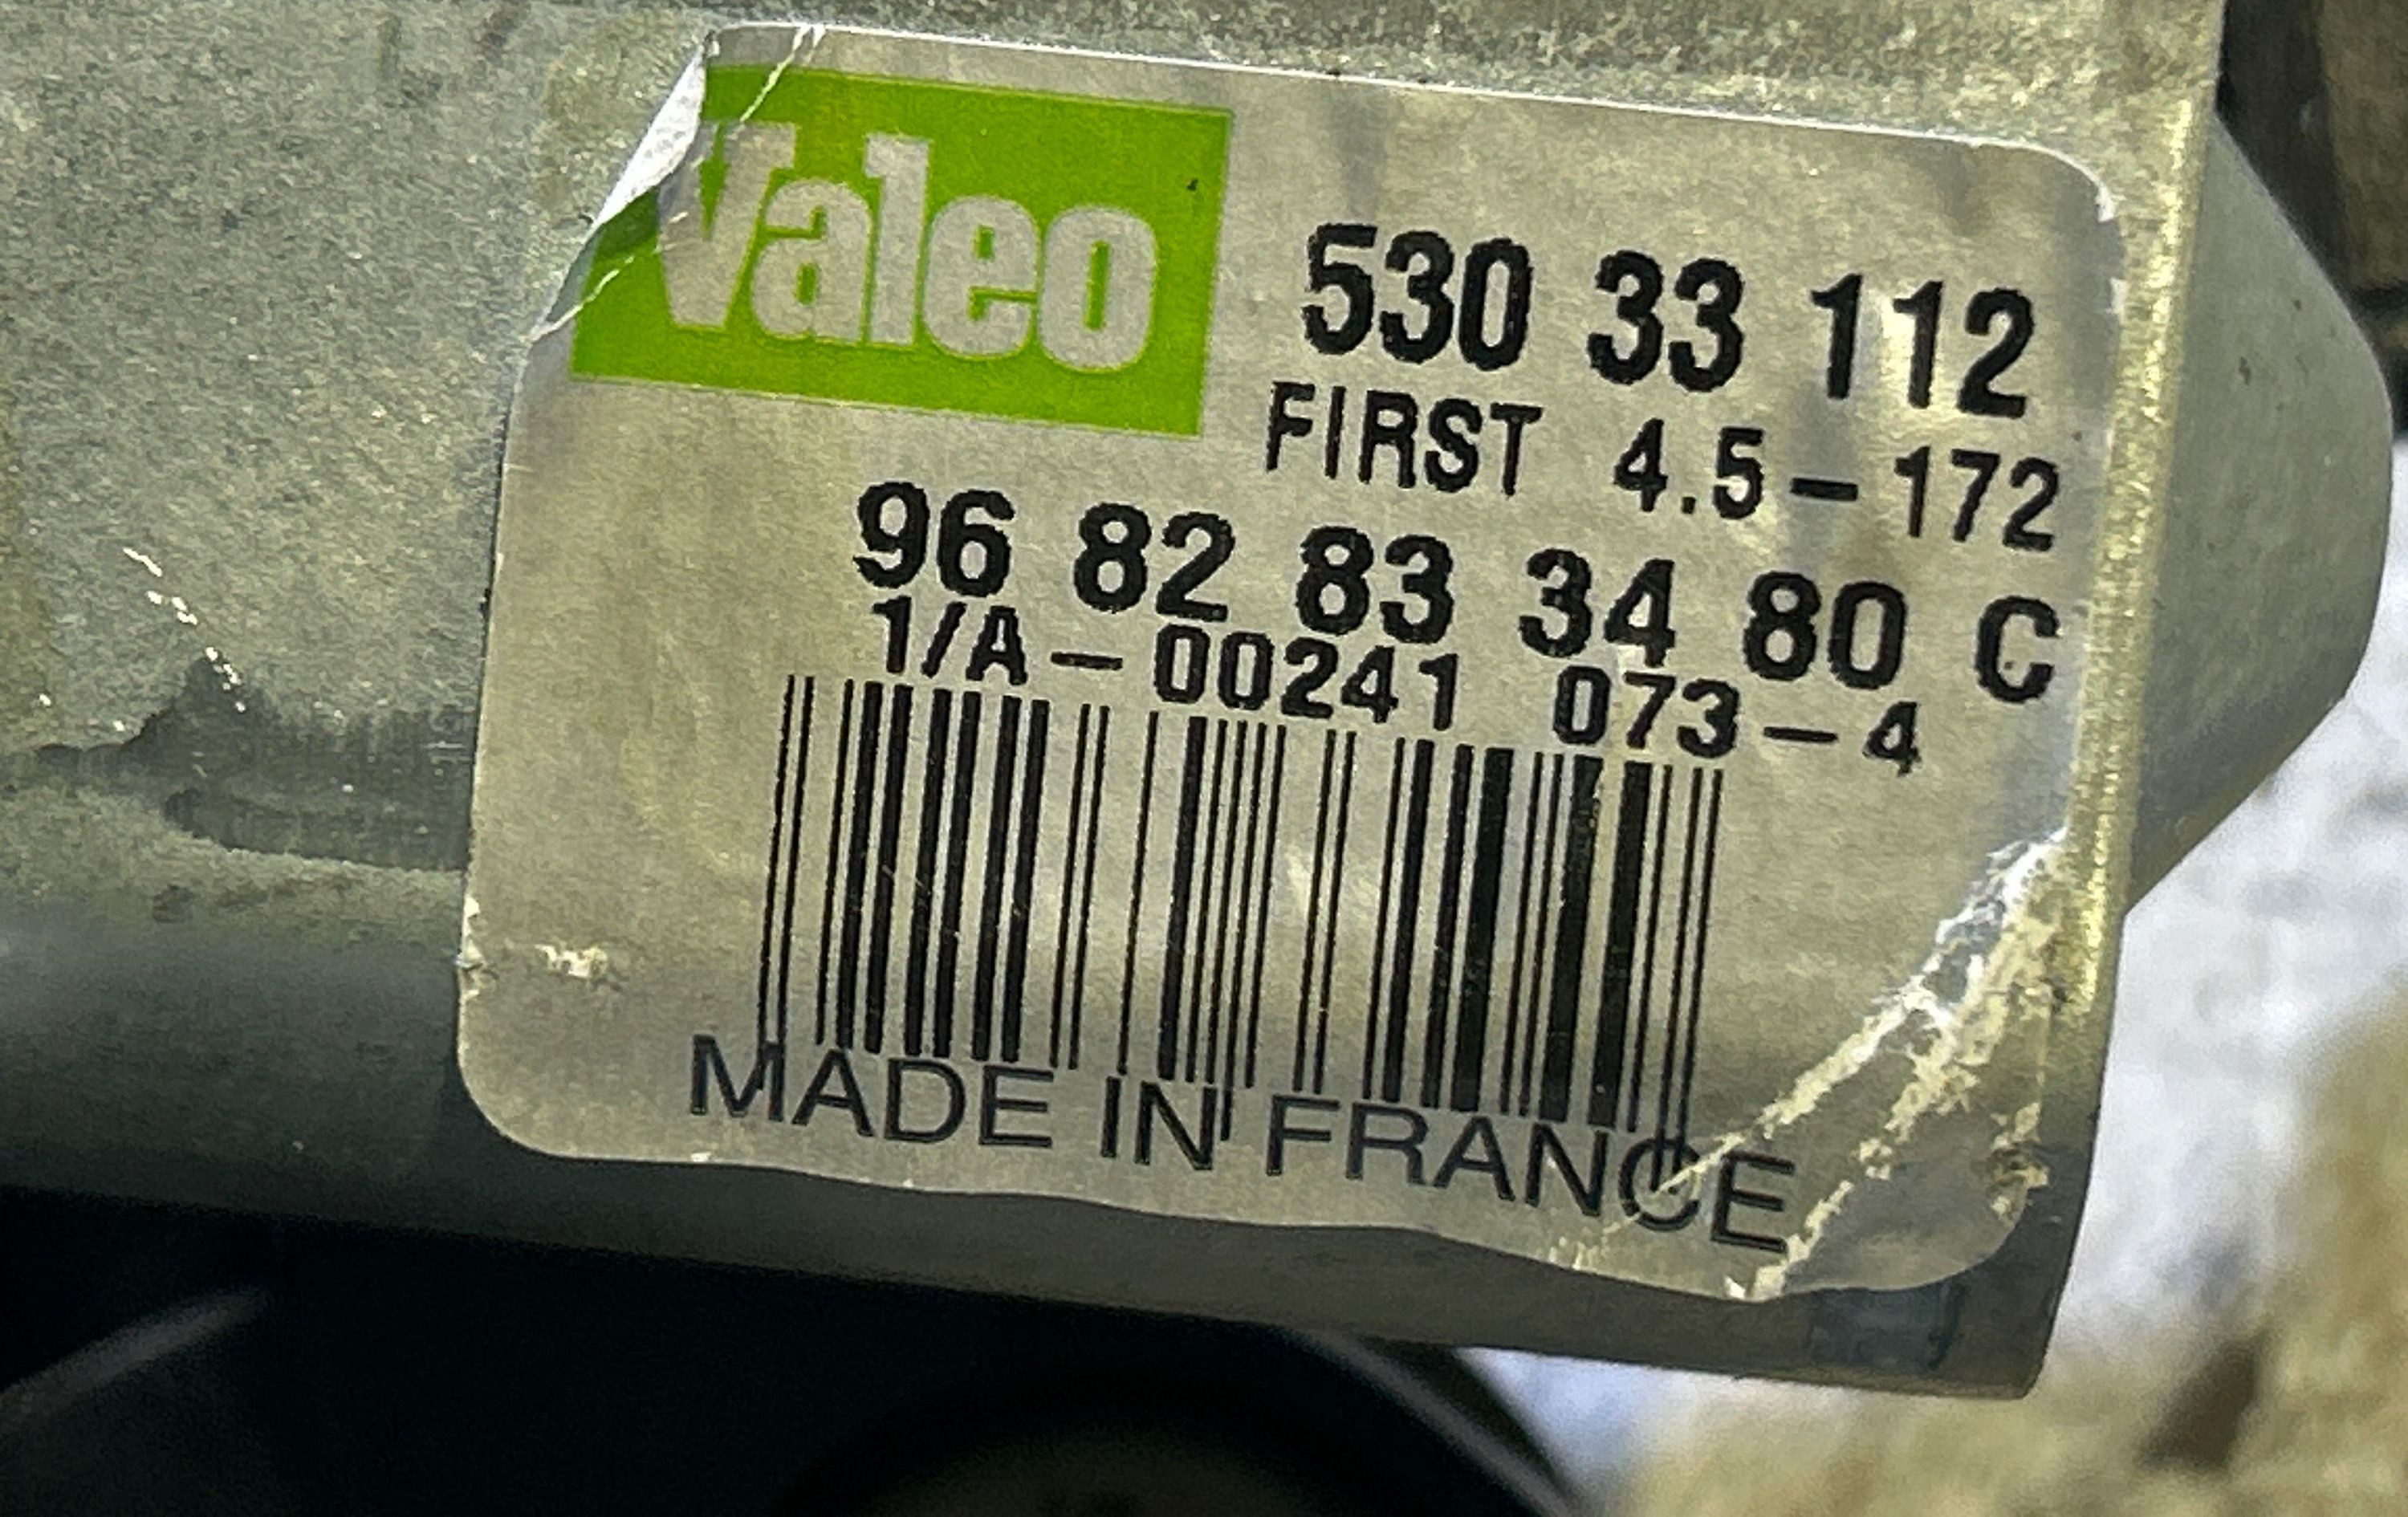 Valeo
530 33 112
FIRST 4.5-172
96 82 83 34 80 C
1/A-00241 073-4
MADE IN FRANCE